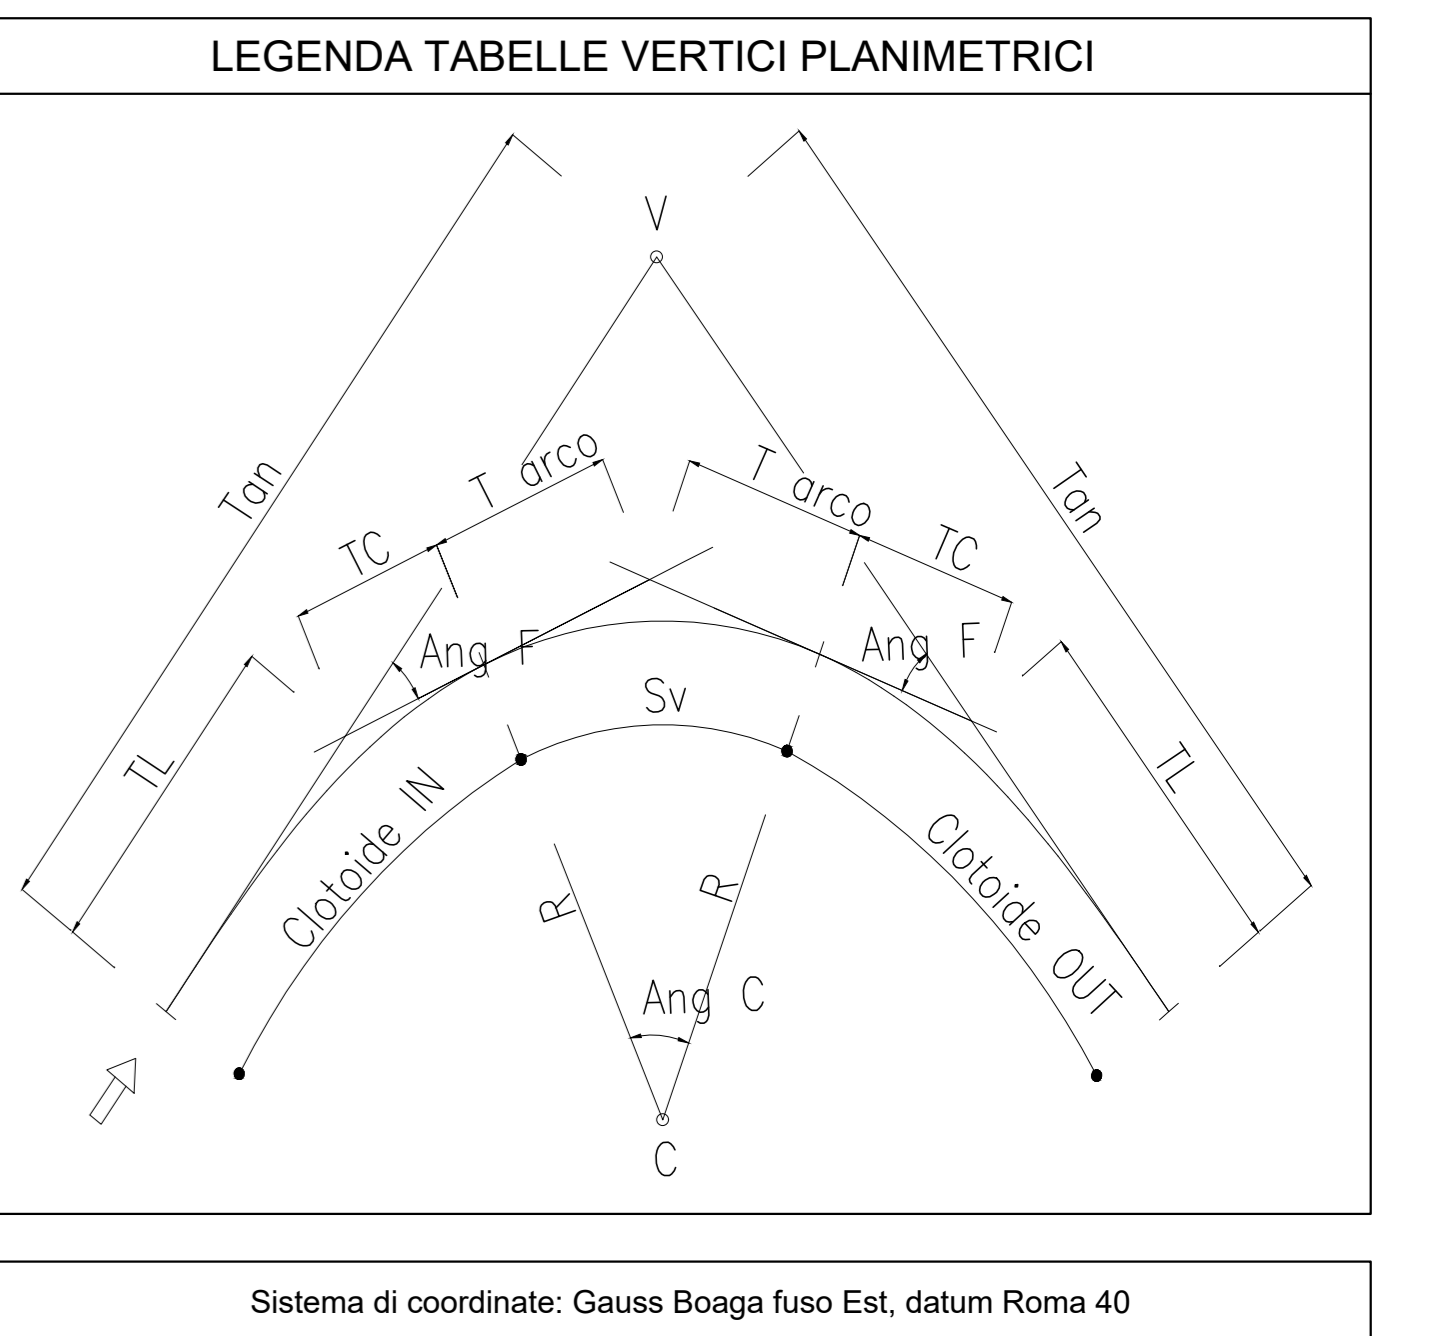 LEGENDA TABELLE VERTICI PLANIMETRICI
V
Tan
Tan
T arco
T arco
TC
TC
Ang F
Ang F
Sv
TL
TL
Clotoide IN
Clotoide OUT
R
R
Ang C
C
Sistema di coordinate: Gauss Boaga fuso Est, datum Roma 40